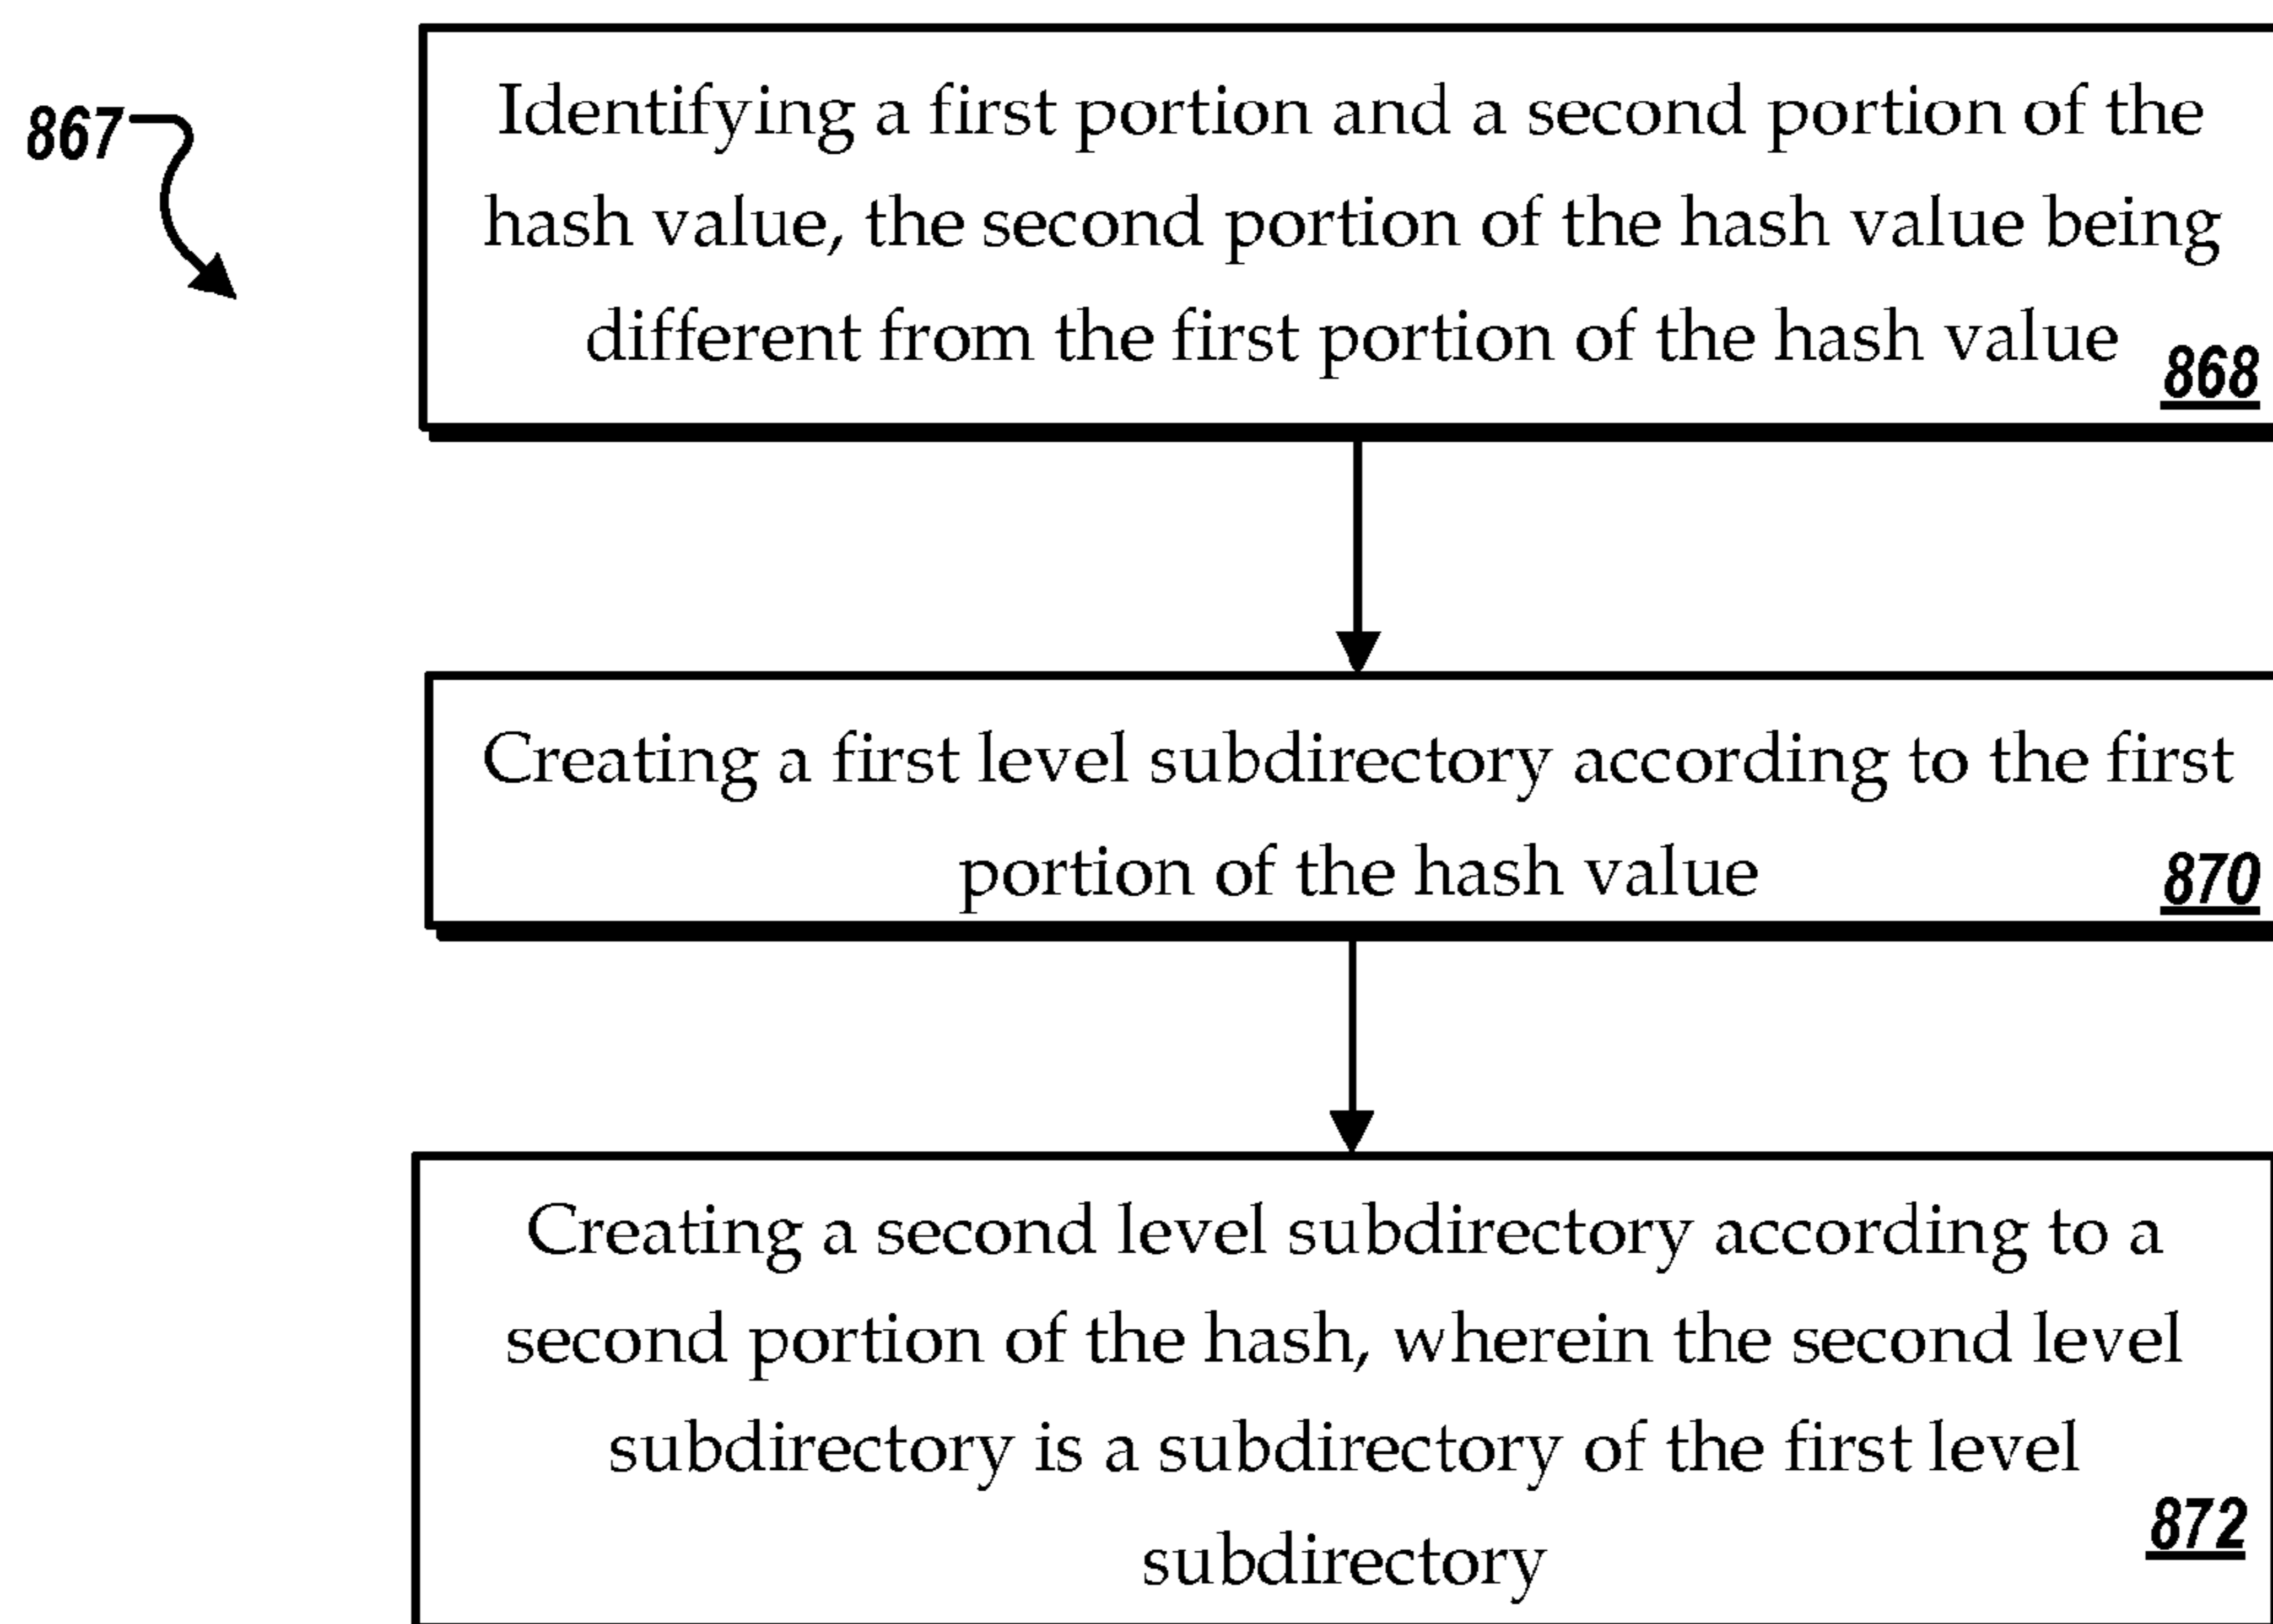 867
Identifying a first portion and a second portion of the
hash value, the second portion of the hash value being
different from the first portion of the hash value
868
Creating a first level subdirectory according to the first
portion of the hash value
870
Creating a second level subdirectory according to a
second portion of the hash, wherein the second level
subdirectory is a subdirectory of the first level
subdirectory
872